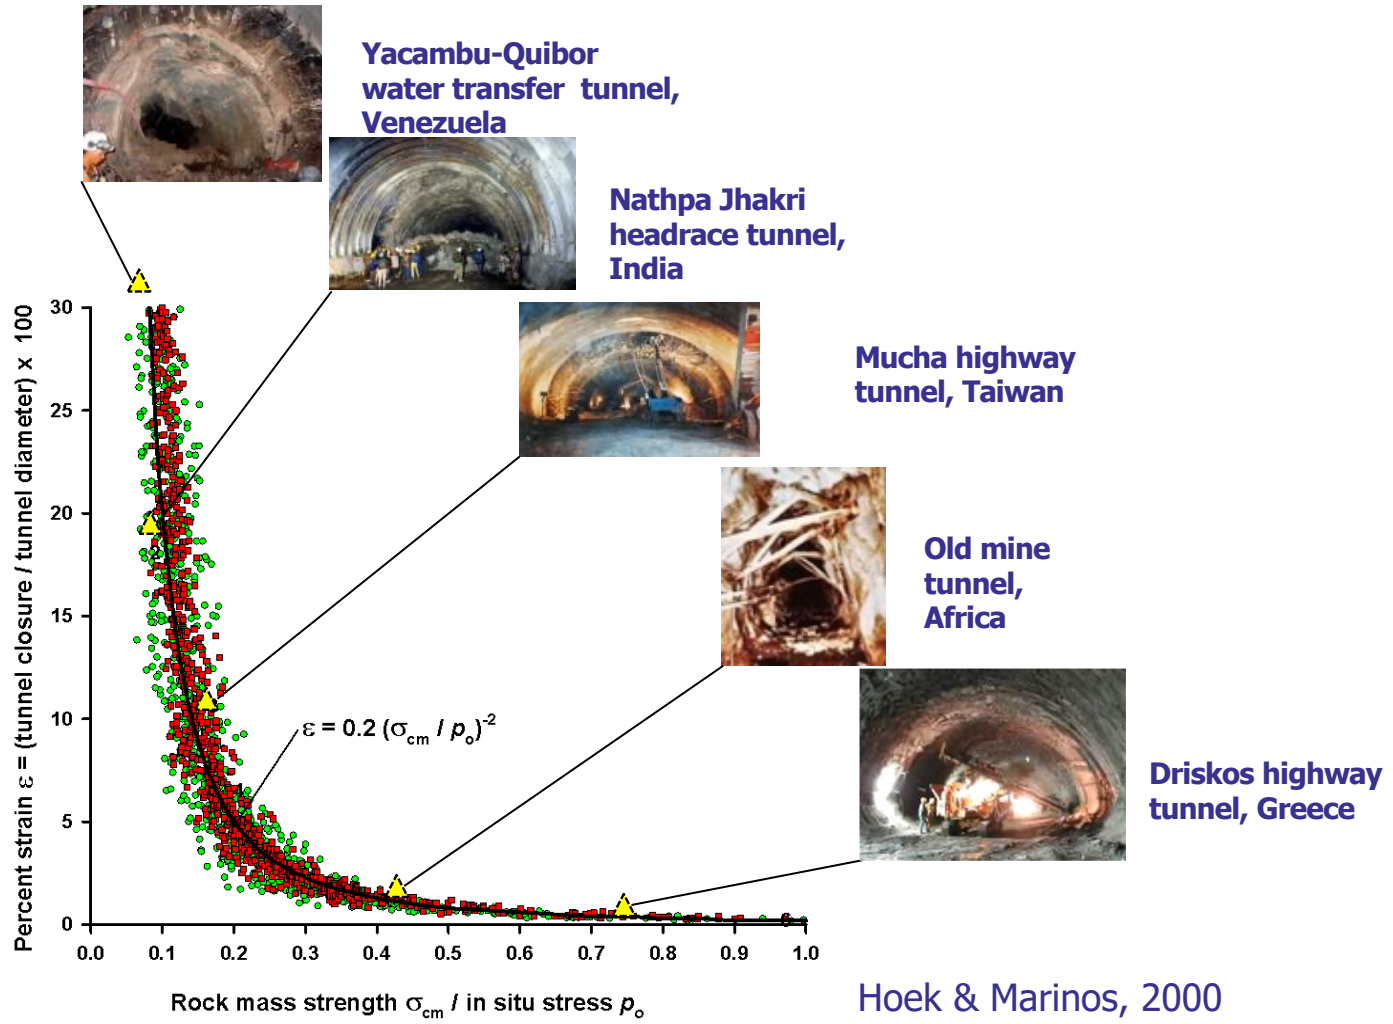 Yacambu-Quibor
water transfer tunnel,
Venezuela
Nathpa Jhakri
headrace tunnel,
India
Mucha highway
tunnel, Taiwan
Old mine
tunnel,
Africa
Driskos highway
tunnel, Greece
Percent strain ε = (tunnel closure / tunnel diameter) x 100
30
25
20
15
10
5
0
2
ε = 0.2 (σcm / po)-2
0.0 0.1 0.2 0.3 0.4 0.5 0.6 0.7 0.8 0.9 1.0
Rock mass strength σcm / in situ stress po
Hoek & Marinos, 2000